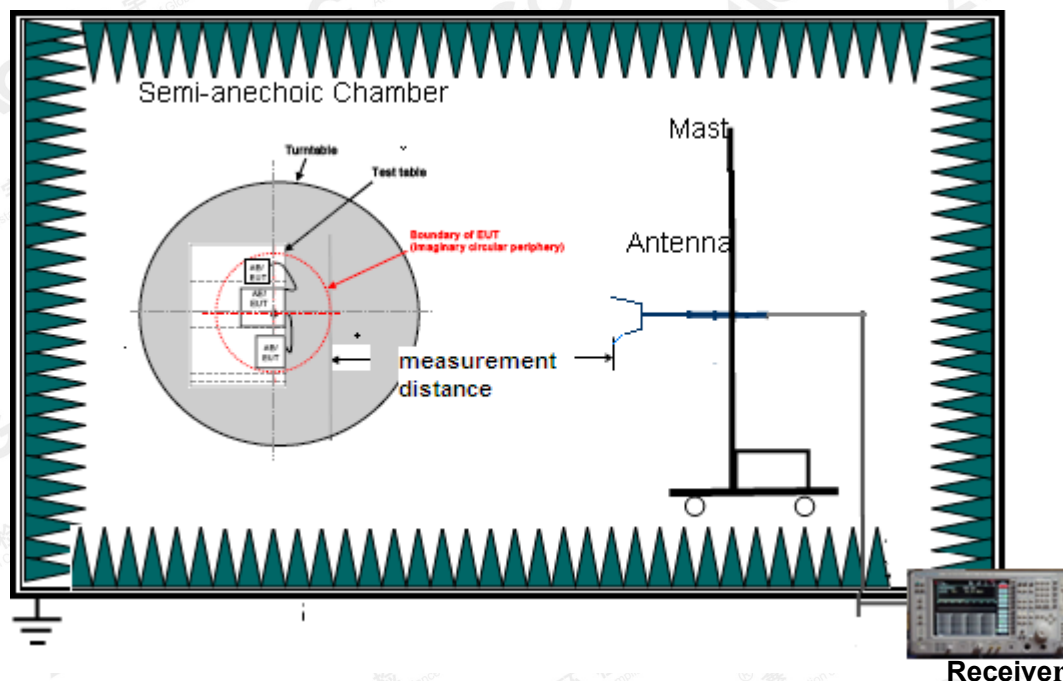 Semi-anechoic Chamber
Mast
Turntable
Test table
Boundary of EUT
(Imaginary circular periphery)
Antenna
AE/
EUT
AE/
EUT
AE/
EUT
measurement
distance
Receiver